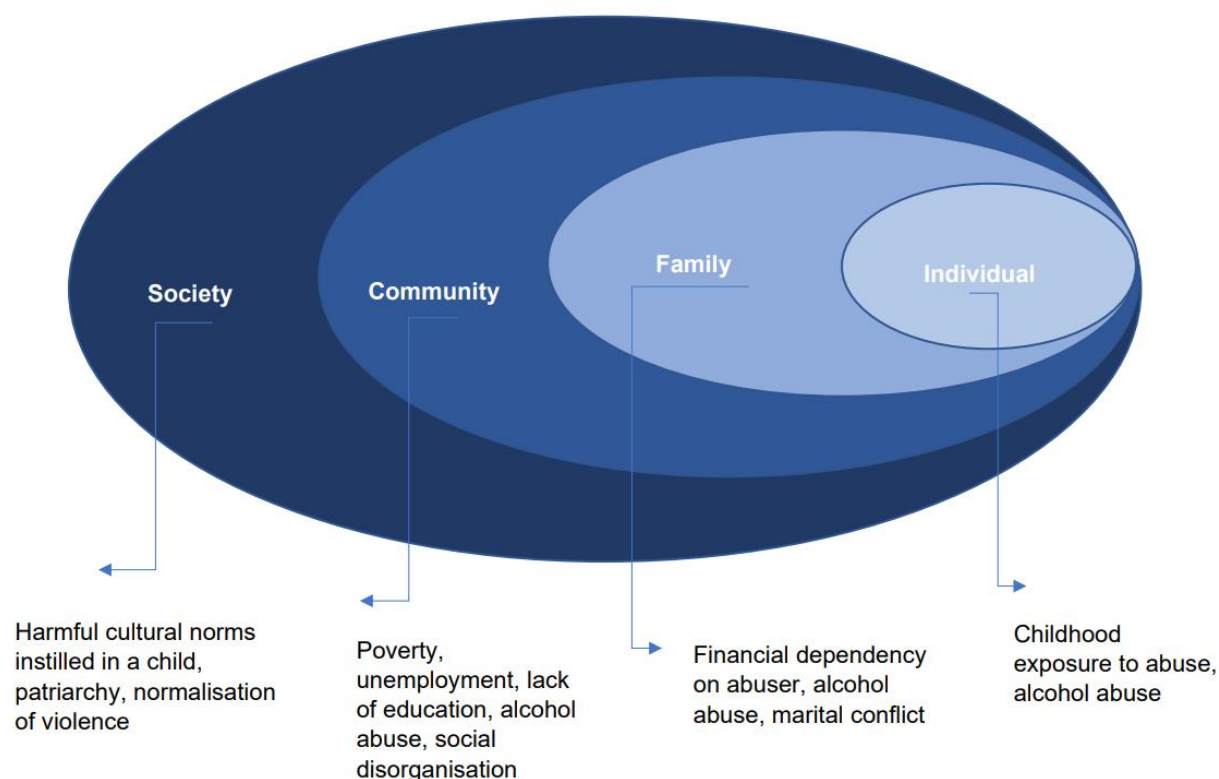 Society
Community
Family
Individual
Harmful cultural norms
instilled in a child,
patriarchy, normalisation
of violence
Poverty,
unemployment, lack
of education, alcohol
abuse, social
disorganisation
Financial dependency
on abuser, alcohol
abuse, marital conflict
Childhood
exposure to abuse,
alcohol abuse